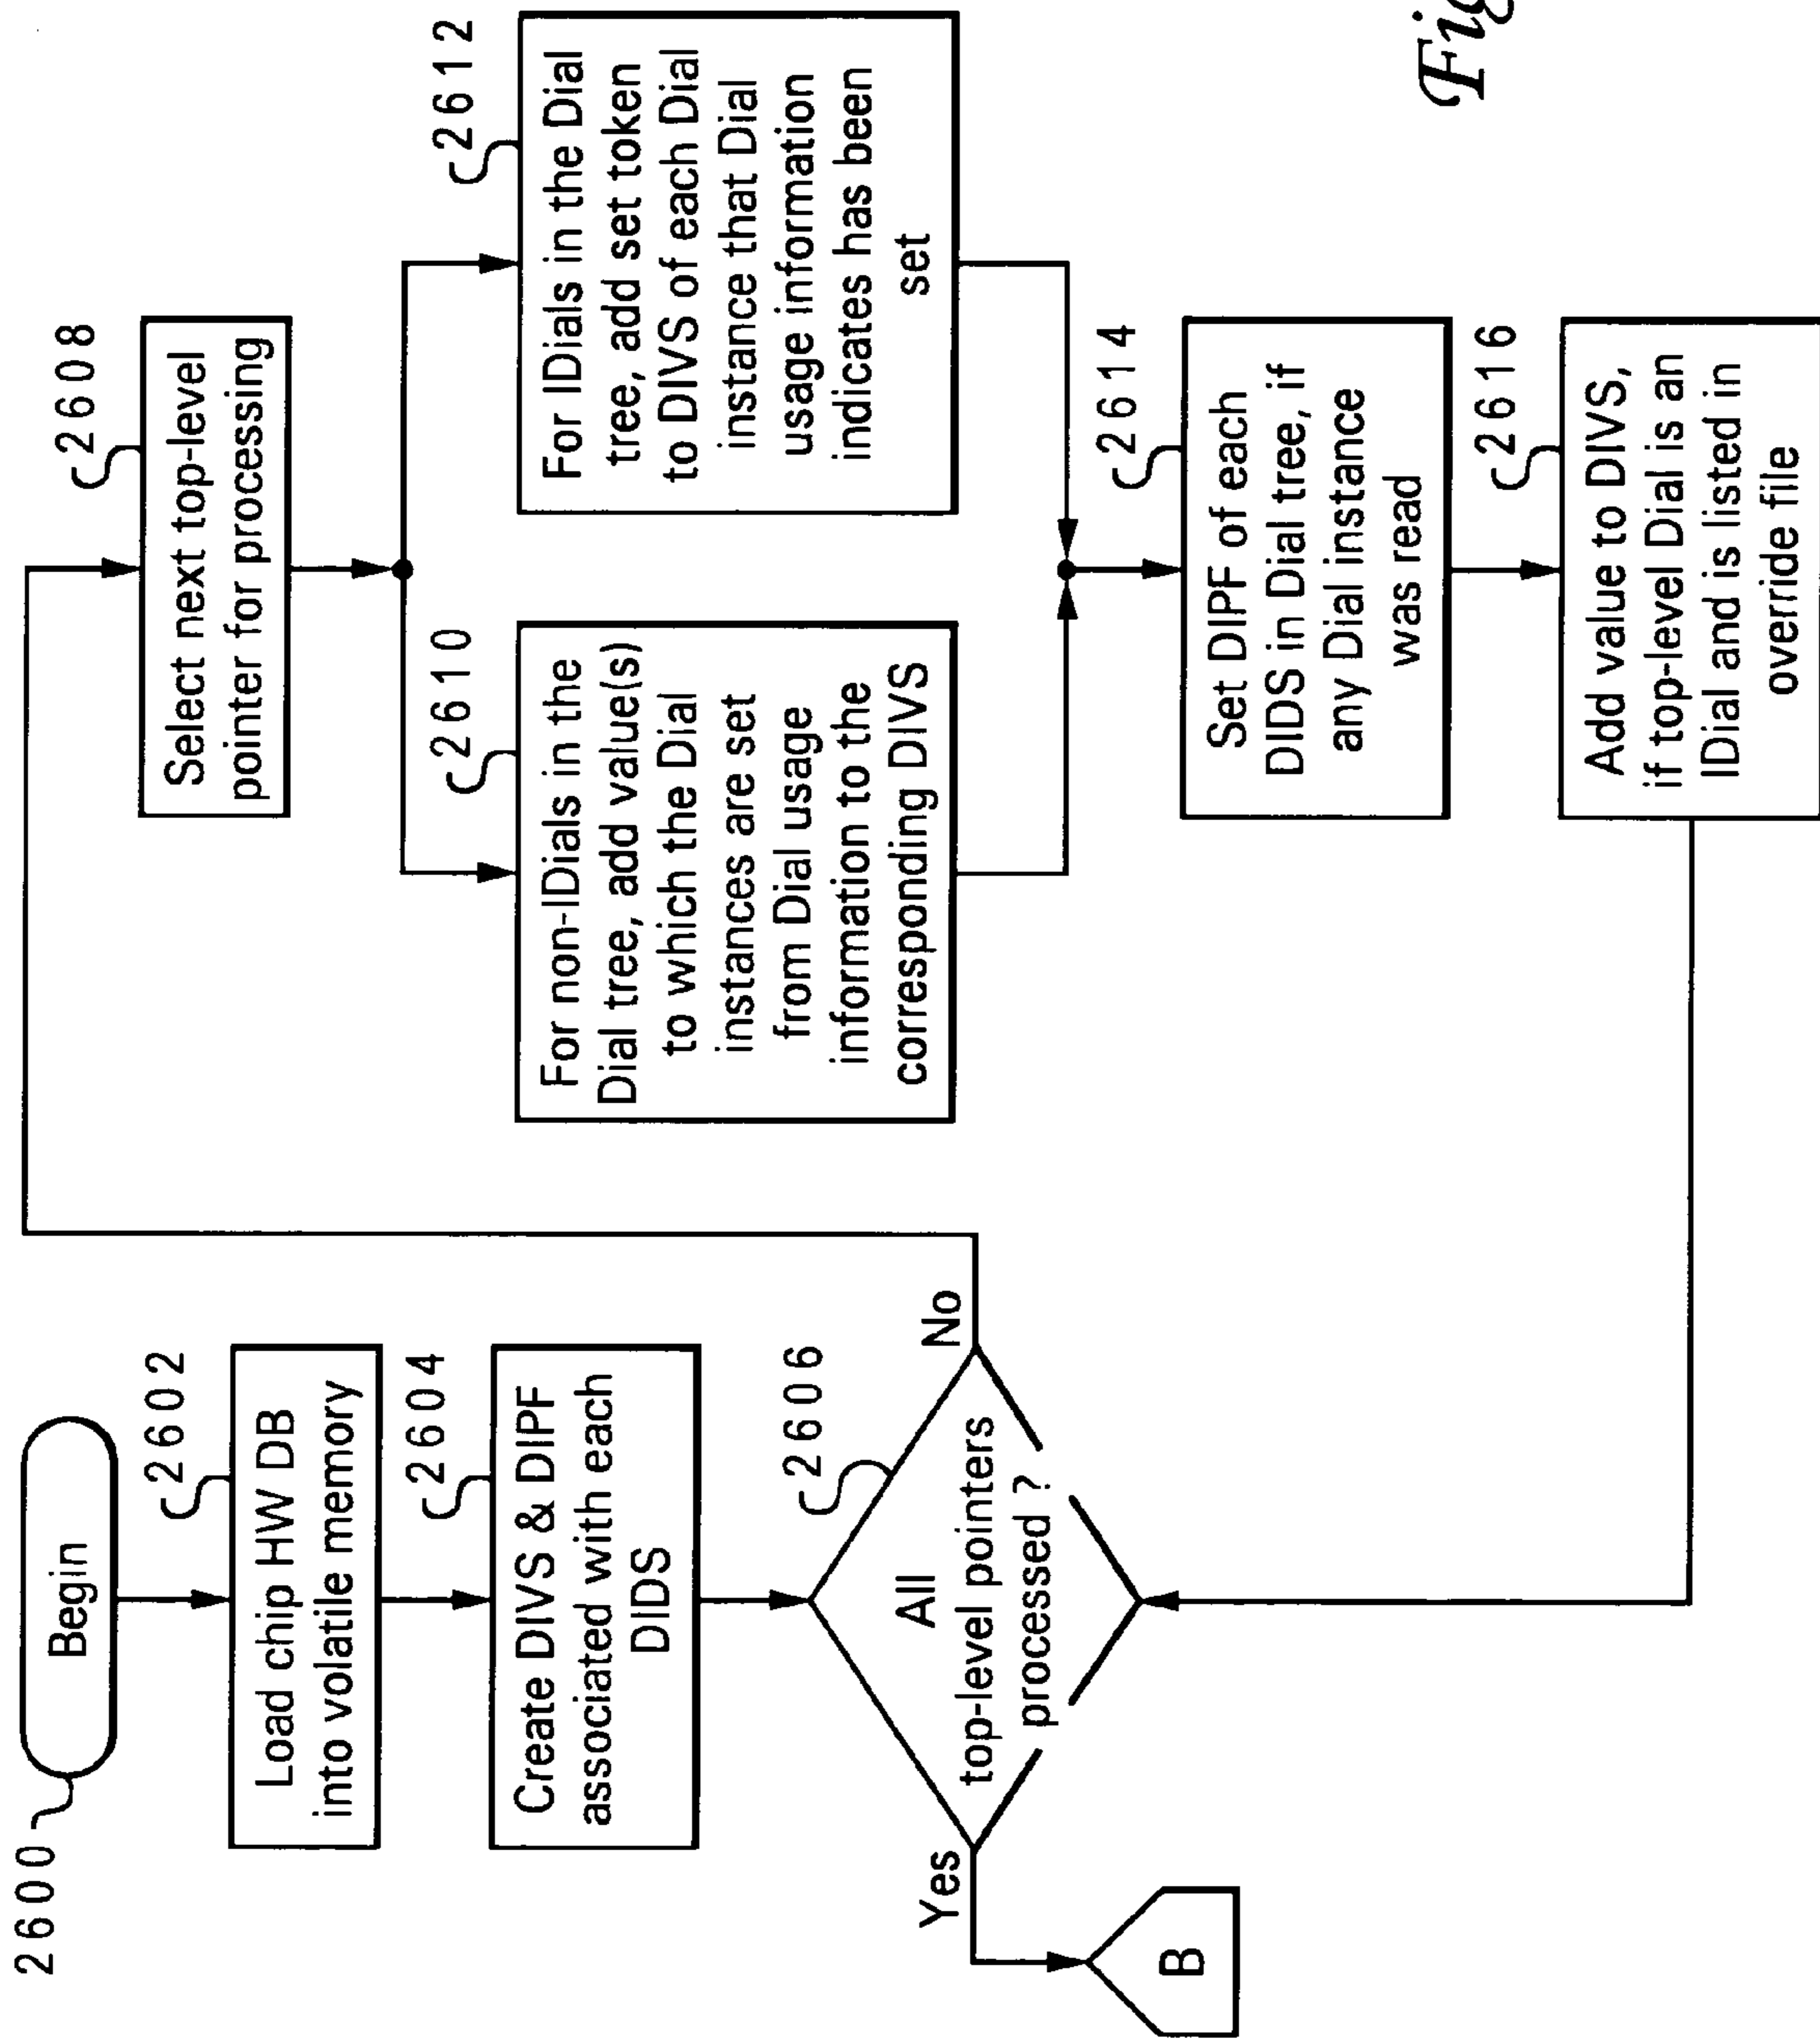 2600
Begin
2602
Load chip HW DB
into volatile memory
2604
Create DIVS & DIPF
associated with each
DIDS
2606
All
top-level pointers
processed ?
Yes
No
B
2608
Select next top-level
pointer for processing
2610
For non-IDials in the
Dial tree, add value(s)
to which the Dial
instances are set
from Dial usage
information to the
corresponding DIVS
2612
For IDials in the Dial
tree, add set token
to DIVS of each Dial
instance that Dial
usage information
indicates has been
set
2614
Set DIPF of each
DIDS in Dial tree, if
any Dial instance
was read
2616
Add value to DIVS,
if top-level Dial is an
IDial and is listed in
override file